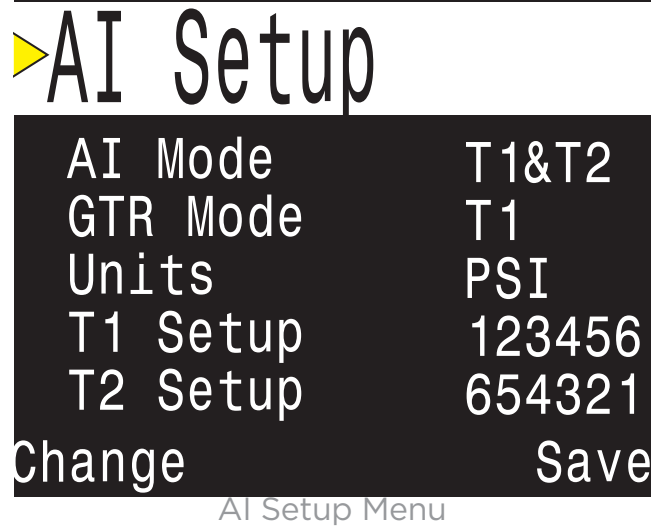 AI Setup
AI Mode T1&T2
GTR Mode T1
Units PSI
T1 Setup 123456
T2 Setup 654321
Change Save
AI Setup Menu